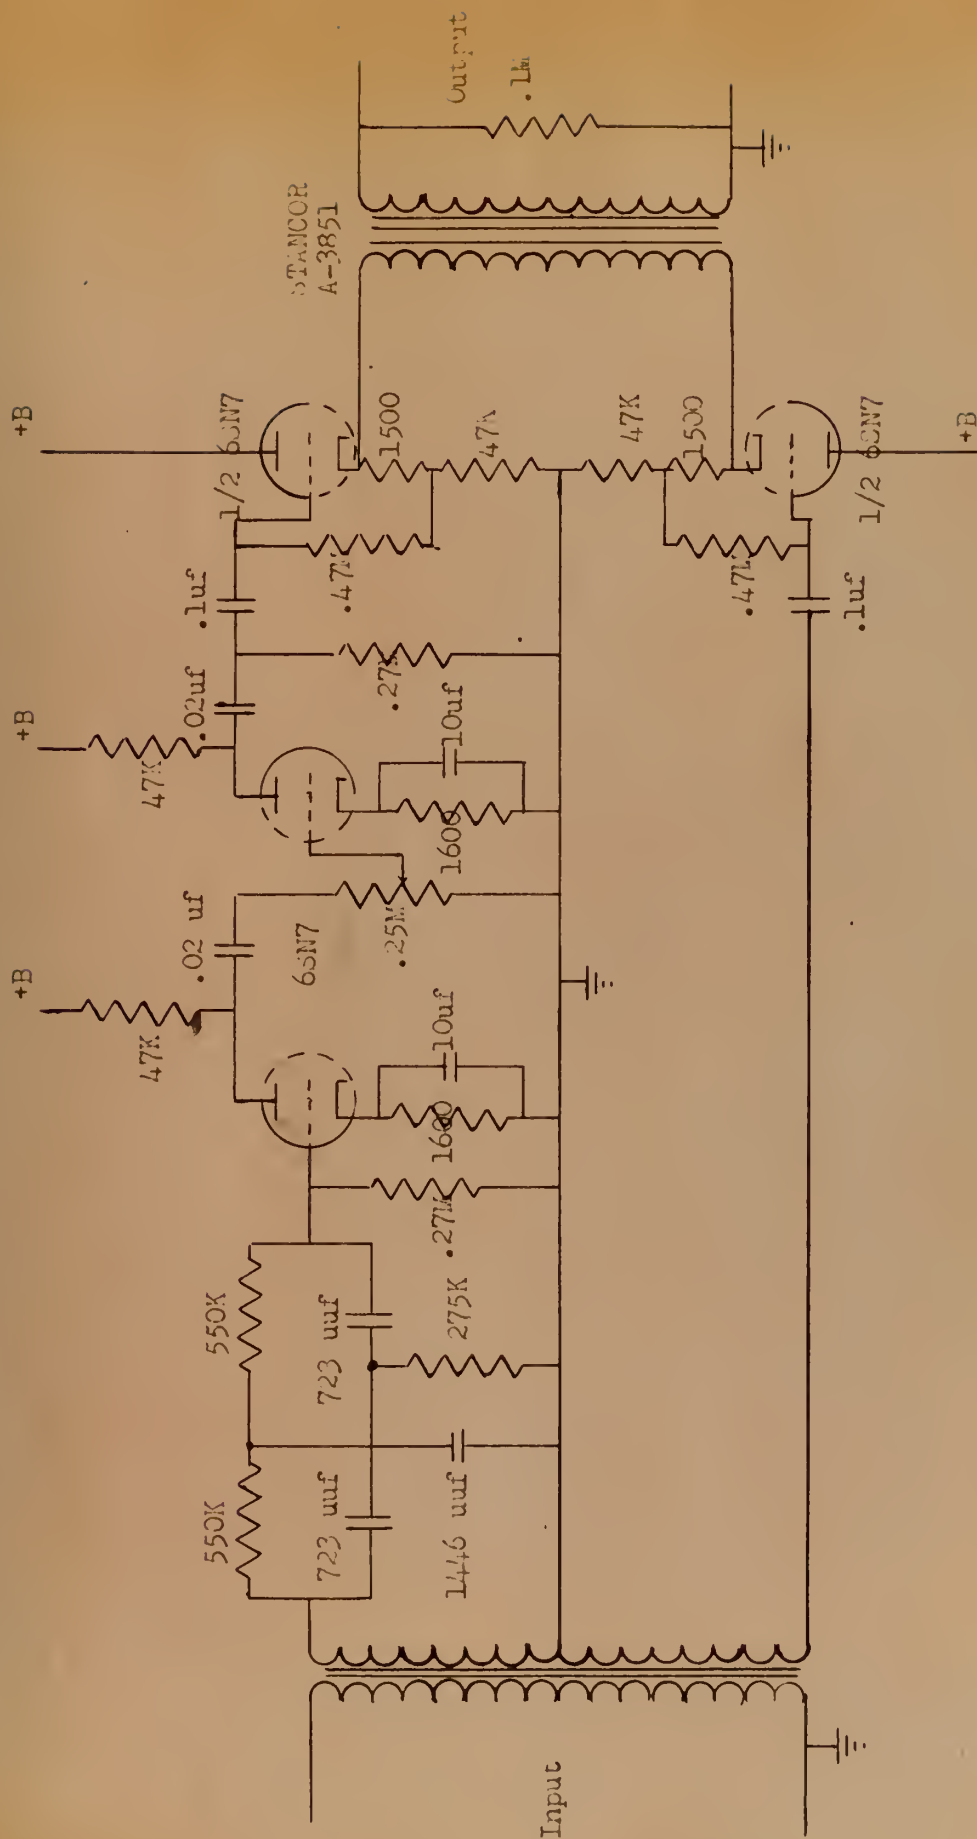 Input
550K
550K
723 uuf
723 uuf
1446 uuf
275K
.27M
1600
10uf
47K
+B
.02 uf
6SN7
.25M
1600
10uf
47K
+B
.02uf
.1uf
.47M
1/2 6SN7
+B
1500
47K
47K
1500
.47M
.1uf
1/2 6SN7
+B
STANCOR
A-3851
Output
.1M